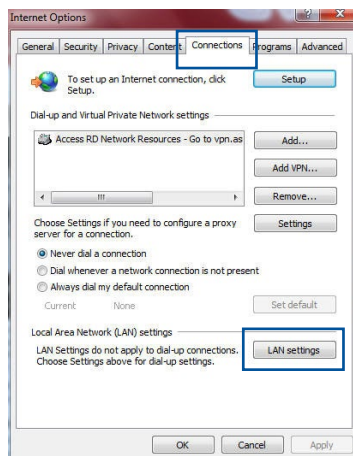 Internet Options
General Security Privacy Content Connections Programs Advanced
To set up an Internet connection, click
Setup.
Setup
Dial-up and Virtual Private Network settings
Access RD Network Resources - Go to vpn.as
Add...
Add VPN...
Remove...
Choose Settings if you need to configure a proxy
server for a connection.
Settings
Never dial a connection
Dial whenever a network connection is not present
Always dial my default connection
Current None
Set default
Local Area Network (LAN) settings
LAN Settings do not apply to dial-up connections.
Choose Settings above for dial-up settings.
LAN settings
OK Cancel Apply